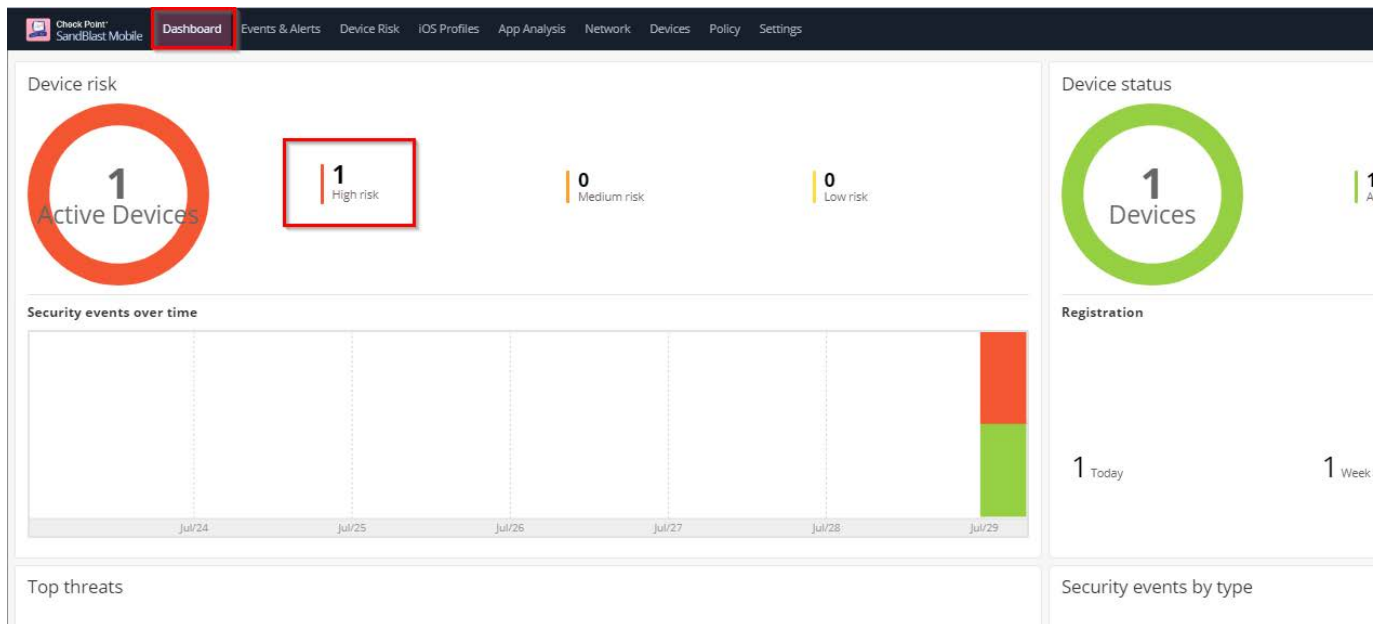 Check Point
SandBlast Mobile
Dashboard Events & Alerts Device Risk iOS Profiles App Analysis Network Devices Policy Settings
Device risk
1
Active Devices
1
High risk
0
Medium risk
0
Low risk
Security events over time
Jul/24 Jul/25 Jul/26 Jul/27 Jul/28 Jul/29
Top threats
Device status
1
Devices
1
A
Registration
1 Today
1 Week
Security events by type